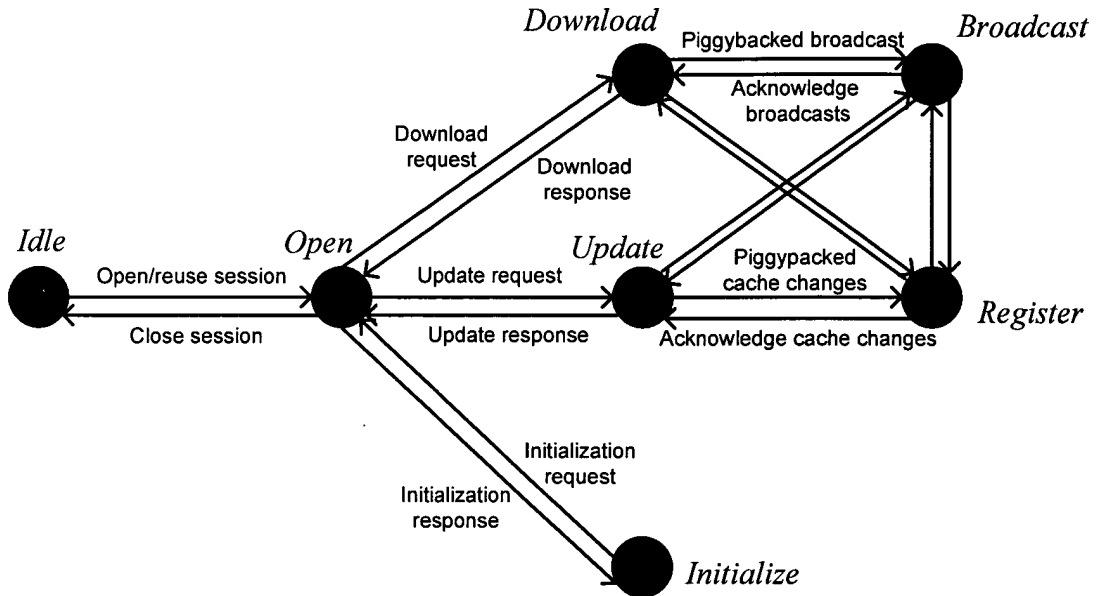 Download
Broadcast
Piggybacked broadcast
Acknowledge
broadcasts
Download
request
Download
response
Idle
Open
Update
Open/reuse session
Update request
Piggypacked
cache changes
Register
Close session
Update response
Acknowledge cache changes
Initialization
request
Initialization
response
Initialize